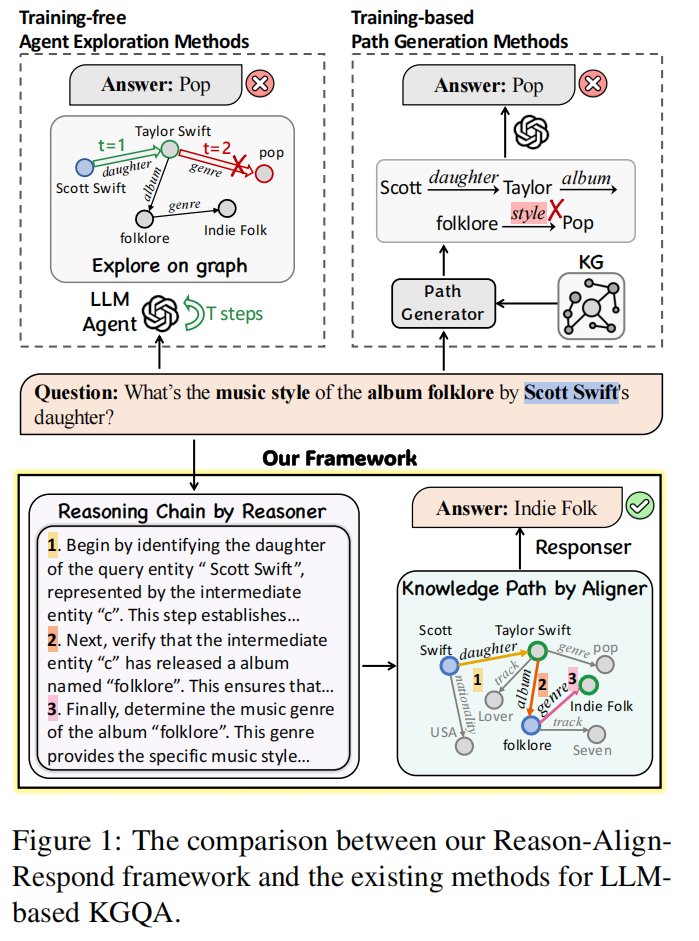 Training-free
Agent Exploration Methods
Answer: Pop
Taylor Swift
t=1
t=2
pop
daughter
genre
Scott Swift
album
genre
folklore
Indie Folk
Explore on graph
LLM
Agent
T steps
Training-based
Path Generation Methods
Answer: Pop
Scott daughter Taylor album
folklore style Pop
KG
Path
Generator
Question: What's the music style of the album folklore by Scott Swift's
daughter?
Our Framework
Reasoning Chain by Reasoner
1. Begin by identifying the daughter
of the query entity “ Scott Swift”,
represented by the intermediate
entity “c”. This step establishes...
2. Next, verify that the intermediate
entity “c” has released a album
named “folklore”. This ensures that...
3. Finally, determine the music genre
of the album “folklore”. This genre
provides the specific music style...
Answer: Indie Folk
Responser
Knowledge Path by Aligner
Scott
Swift
Taylor Swift
daughter
genre
pop
1
track
album
2
genre
3
nationality
Lover
Indie Folk
USA
folklore
track
Seven
Figure 1: The comparison between our Reason-Align-
Respond framework and the existing methods for LLM-
based KGQA.